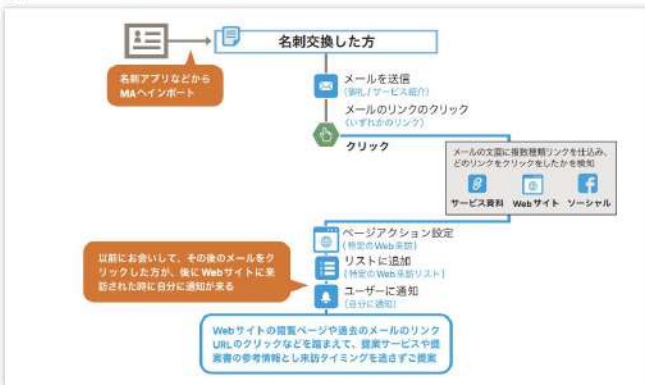 名刺交換した方
名刺アプリなどから
MAへインポート
メールを送信
(御礼/サービス紹介)
メールのリンクのクリック
(いずれかのリンク)
クリック
メールの文面に複数種類リンクを仕込み、
どのリンクをクリックをしたかを検知
サービス資料 Webサイト ソーシャル
ページアクション設定
(特定のWeb来訪)
リストに追加
(特定のWeb来訪リスト)
ユーザーに通知
(自分に通知)
以前にお会いして、その後のメールをク
リックした方が、後にWebサイトに来
訪された時に自分に通知が来る
Webサイトの閲覧ページや過去のメールのリンク
URLのクリックなどを踏まえて、提案サービスや提
案書の参考情報とし来訪タイミングを逃さずご提案